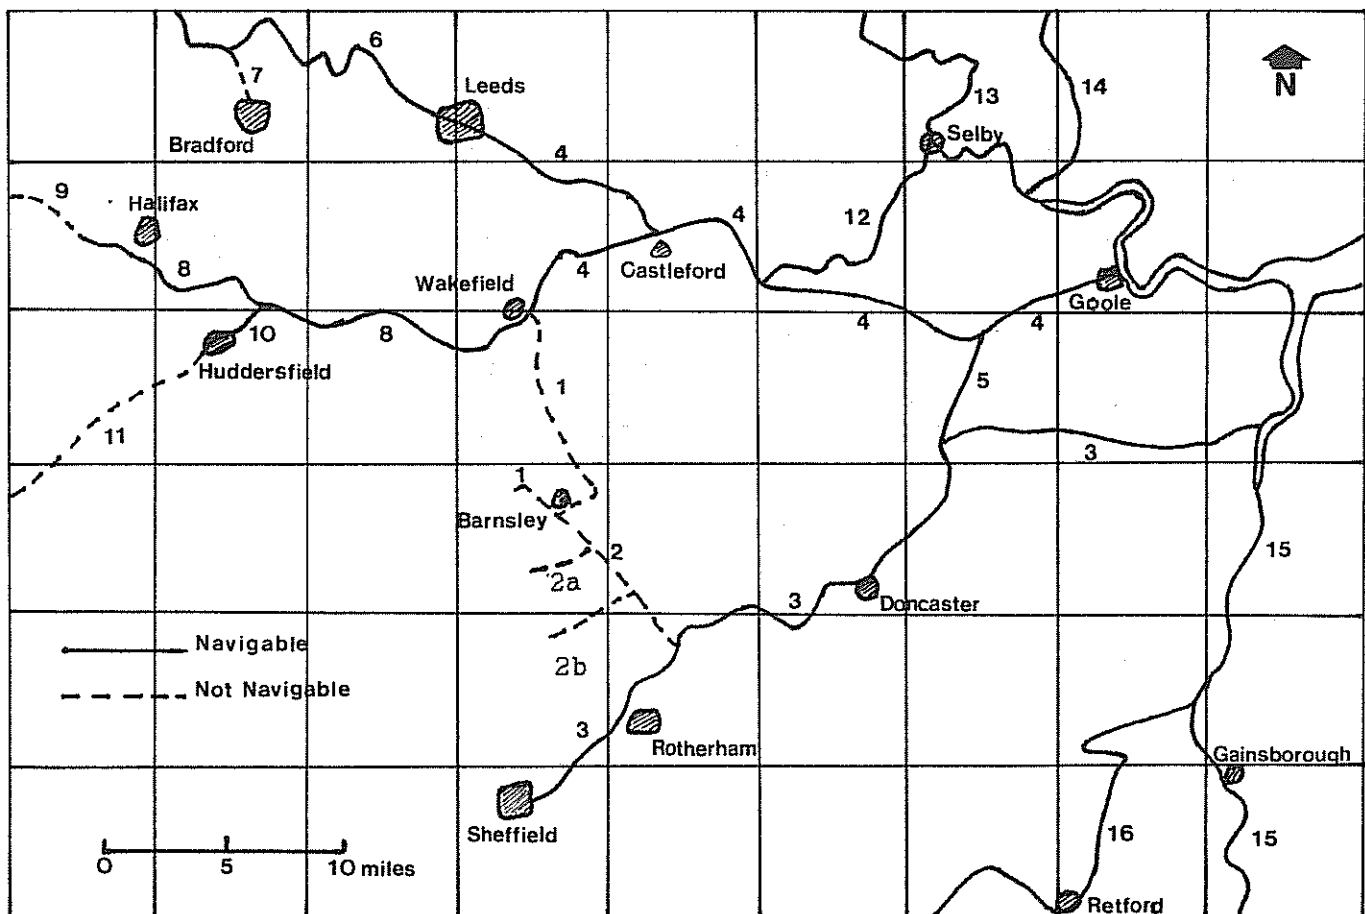 6
7
Leeds
Bradford
13
14
N
Selby
4
9
Halifax
4
12
8
4
Castleford
Wakefield
Goole
10
8
4
4
Huddersfield
5
1
11
3
1
Barnsley
2
15
2a
3
Doncaster
Navigable
2b
Not Navigable
3
Rotherham
Gainsborough
Sheffield
16
15
0 5 10 miles
Retford